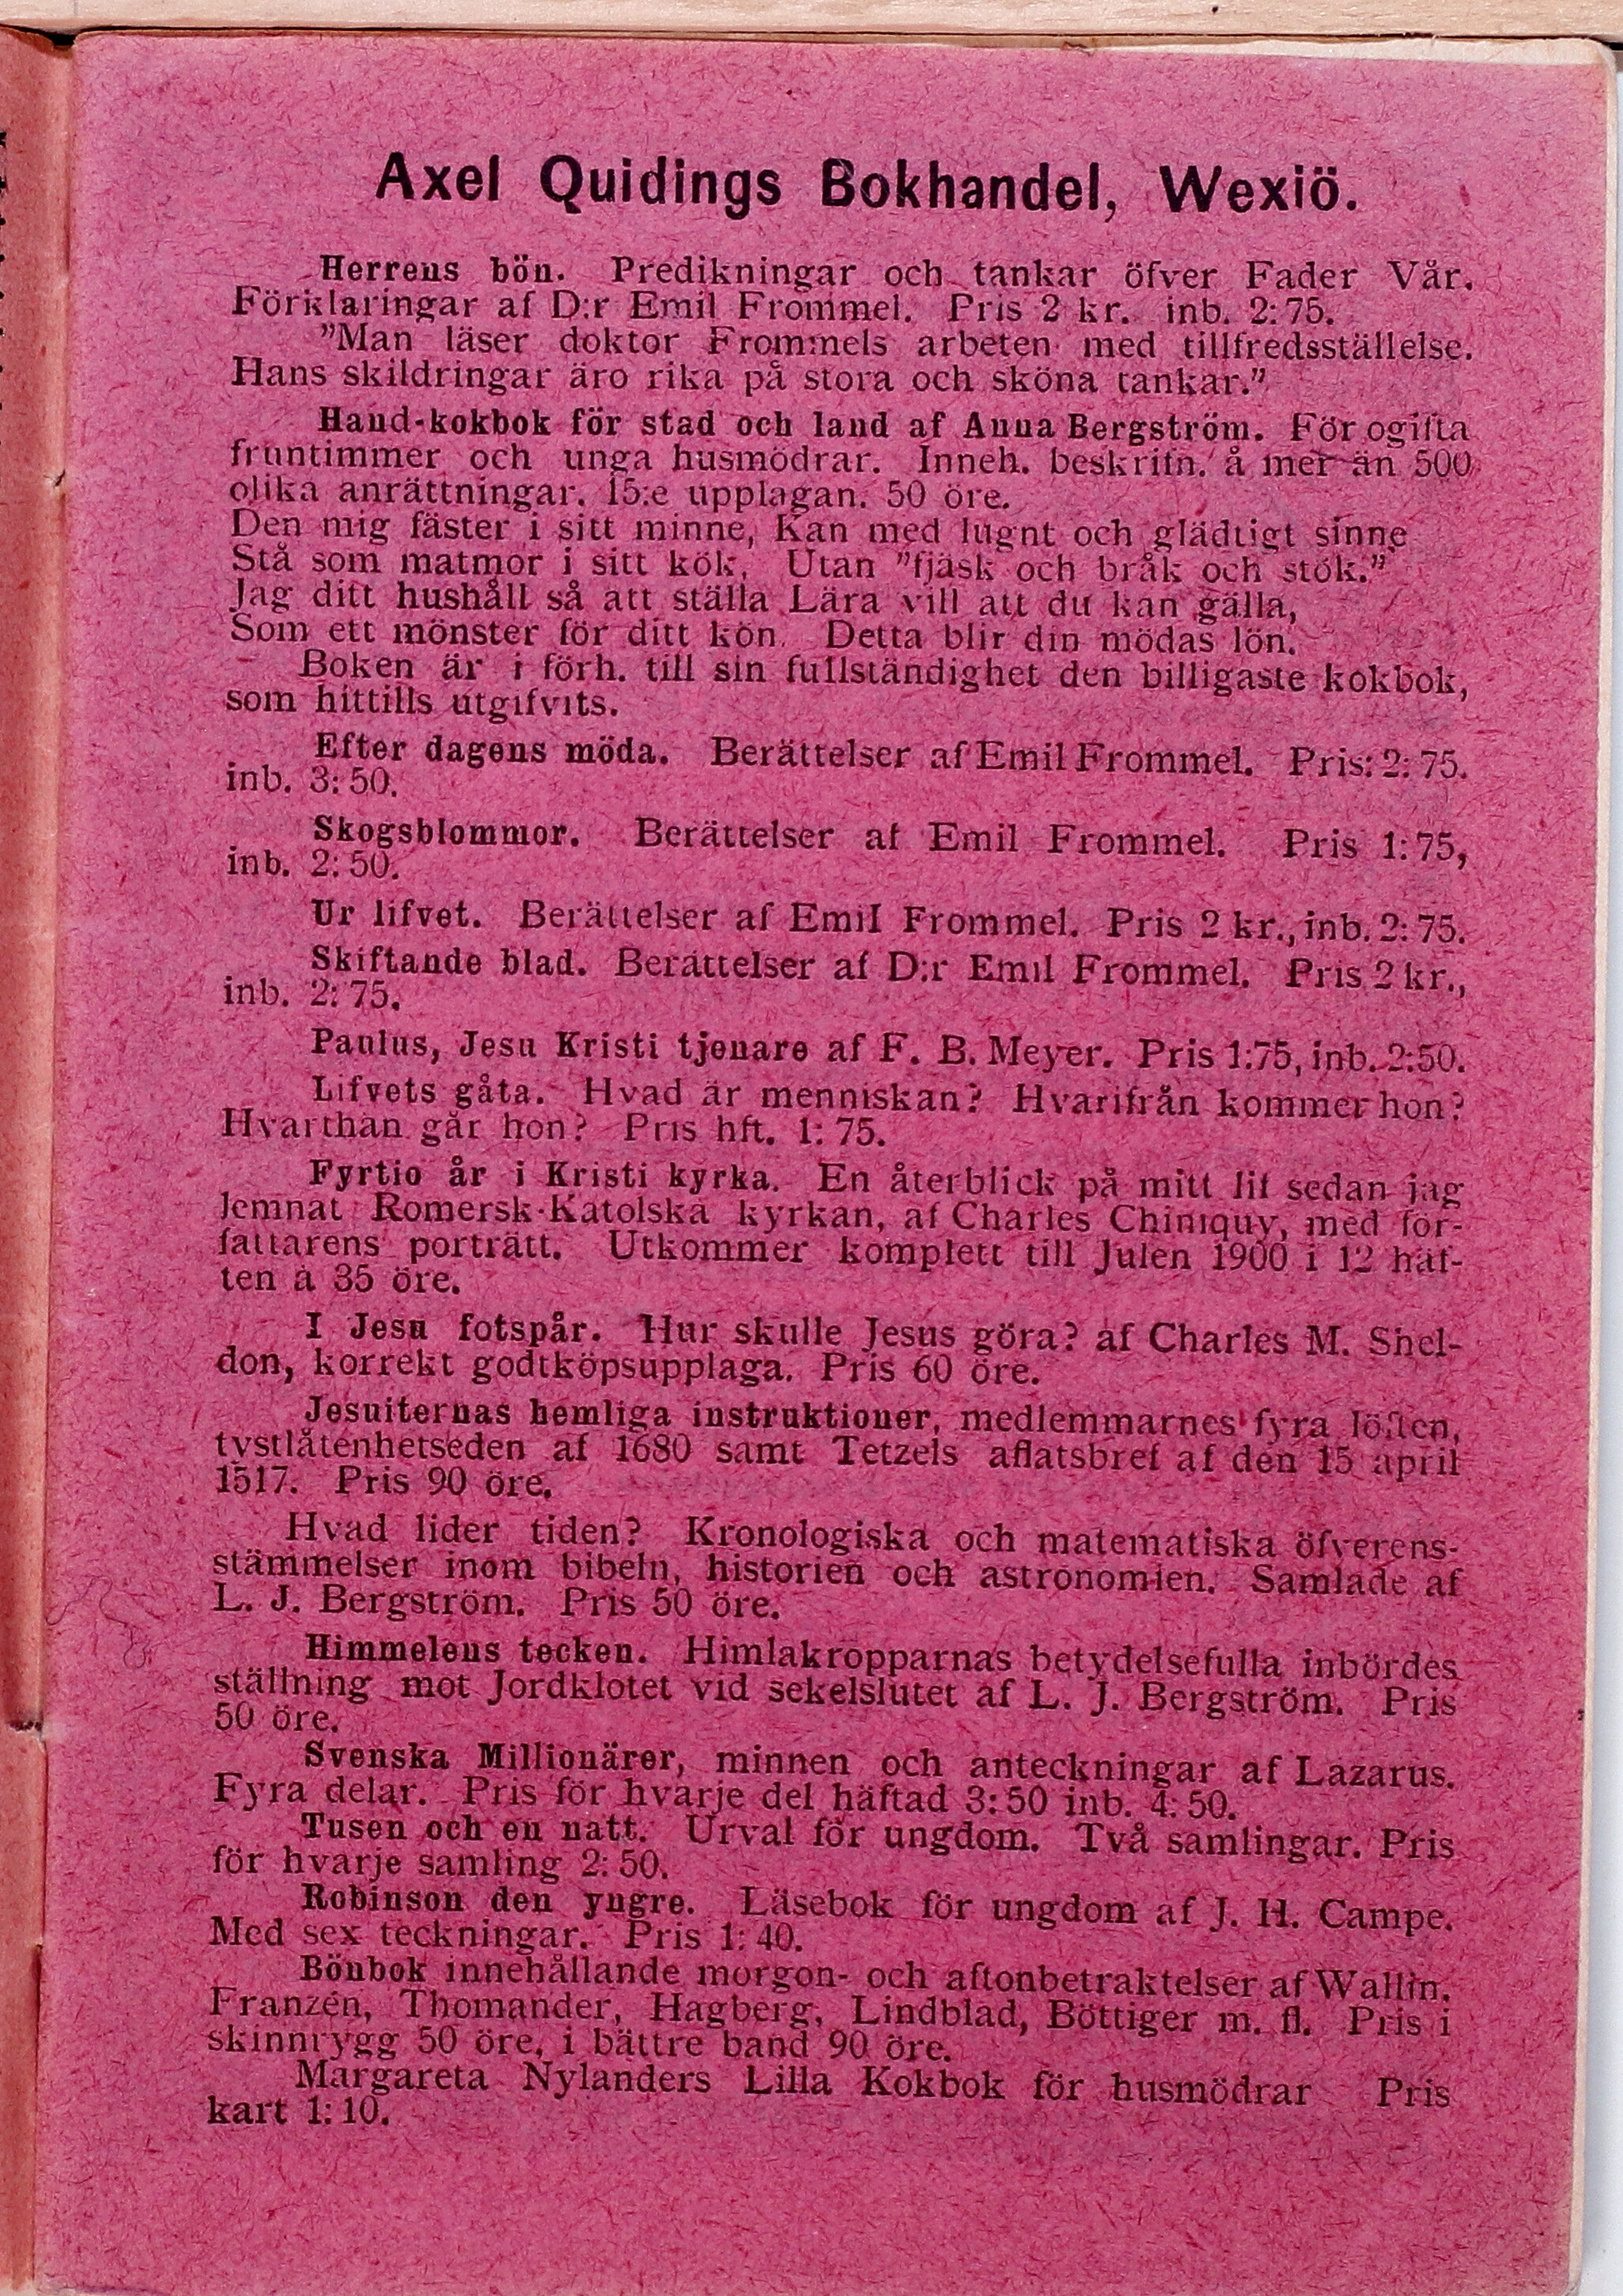 Axel Quidings Bokhandel, Wexiö.
Herrens bön. Predikningar och tankar öfver Fader Vår.
Förklaringar af D:r Emil Frommel. Pris 2 kr. inb. 2:75.
"Man läser doktor Frommels arbeten med tillfredsställelse.
Hans skildringar äro rika på stora och sköna tankar."
Hand-kokbok för stad och land af Anna Bergström. För ogifta
fruntimmer och unga husmödrar. Inneh. beskrifn. å mer än 500
olika anrättningar. 15:e upplagan. 50 öre.
Den mig fäster i sitt minne, Kan med lugnt och glädtigt sinne
Stå som matmor i sitt kök, Utan "fjäsk och bråk och stök."
Jag ditt hushåll så att ställa Lära vill att du kan gälla,
Som ett mönster för ditt kön. Detta blir din mödas lön.
Boken är i förh. till sin fullständighet den billigaste kokbok,
som hittills utgifvits.
Efter dagens möda. Berättelser af Emil Frommel. Pris: 2:75.
inb. 3:50.
Skogsblommor. Berättelser af Emil Frommel. Pris 1:75,
inb. 2:50.
Ur lifvet. Berättelser af Emil Frommel. Pris 2 kr., inb. 2:75.
Skiftande blad. Berättelser af D:r Emil Frommel. Pris 2 kr.,
inb. 2:75.
Paulus, Jesu Kristi tjenare af F. B. Meyer. Pris 1:75, inb. 2:50.
Lifvets gåta. Hvad är menniskan? Hvarifrån kommer hon?
Hvarthän går hon? Pris hft. 1:75.
Fyrtio år i Kristi kyrka. En återblick på mitt lif sedan jag
lemnat Romersk-Katolska kyrkan, af Charles Chiniquy, med för-
fattarens porträtt. Utkommer komplett till Julen 1900 i 12 häf-
ten à 35 öre.
I Jesu fotspår. Hur skulle Jesus göra? af Charles M. Shel-
don, korrekt godtköpsupplaga. Pris 60 öre.
Jesuiternas hemliga instruktioner, medlemmarnes fyra löften,
tystlåtenhetseden af 1680 samt Tetzels aflatsbref af den 15 april
1517. Pris 90 öre.
Hvad lider tiden? Kronologiska och matematiska öfverens-
stämmelser inom bibeln, historien och astronomien. Samlade af
L. J. Bergström. Pris 50 öre.
Himmelens tecken. Himlakropparnas betydelsefulla inbördes
ställning mot Jordklotet vid sekelslutet af L. J. Bergström. Pris
50 öre.
Svenska Millionärer, minnen och anteckningar af Lazarus.
Fyra delar. Pris för hvarje del häftad 3:50 inb. 4:50.
Tusen och en natt. Urval för ungdom. Två samlingar. Pris
för hvarje samling 2:50.
Robinson den yngre. Läsebok för ungdom af J. H. Campe.
Med sex teckningar. Pris 1:40.
Bönbok innehållande morgon- och aftonbetraktelser af Wallin,
Franzén, Thomander, Hagberg, Lindblad, Böttiger m. fl. Pris i
skinnrygg 50 öre, i bättre band 90 öre.
Margareta Nylanders Lilla Kokbok för husmödrar Pris
kart 1:10.